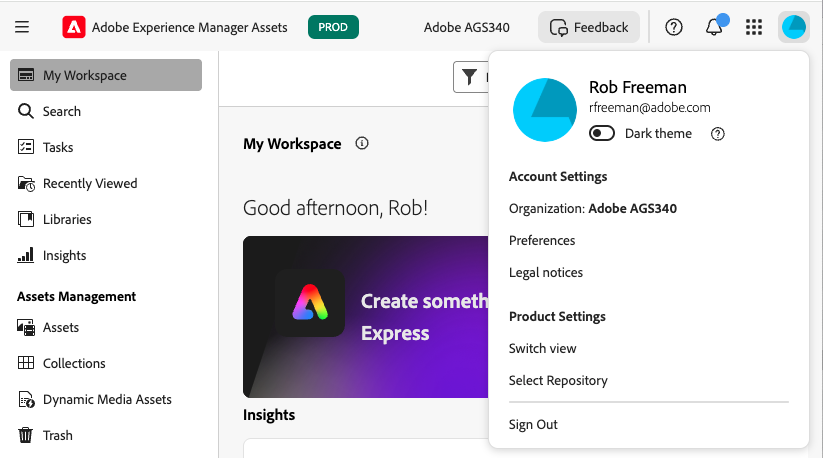 Adobe Experience Manager Assets
PROD
Adobe AGS340
Feedback
My Workspace
Search
Tasks
Recently Viewed
Libraries
Insights
Assets Management
Assets
Collections
Dynamic Media Assets
Trash
My Workspace
Good afternoon, Rob!
Create someth
Express
Insights
Rob Freeman
rfreeman@adobe.com
Dark theme
Account Settings
Organization: Adobe AGS340
Preferences
Legal notices
Product Settings
Switch view
Select Repository
Sign Out